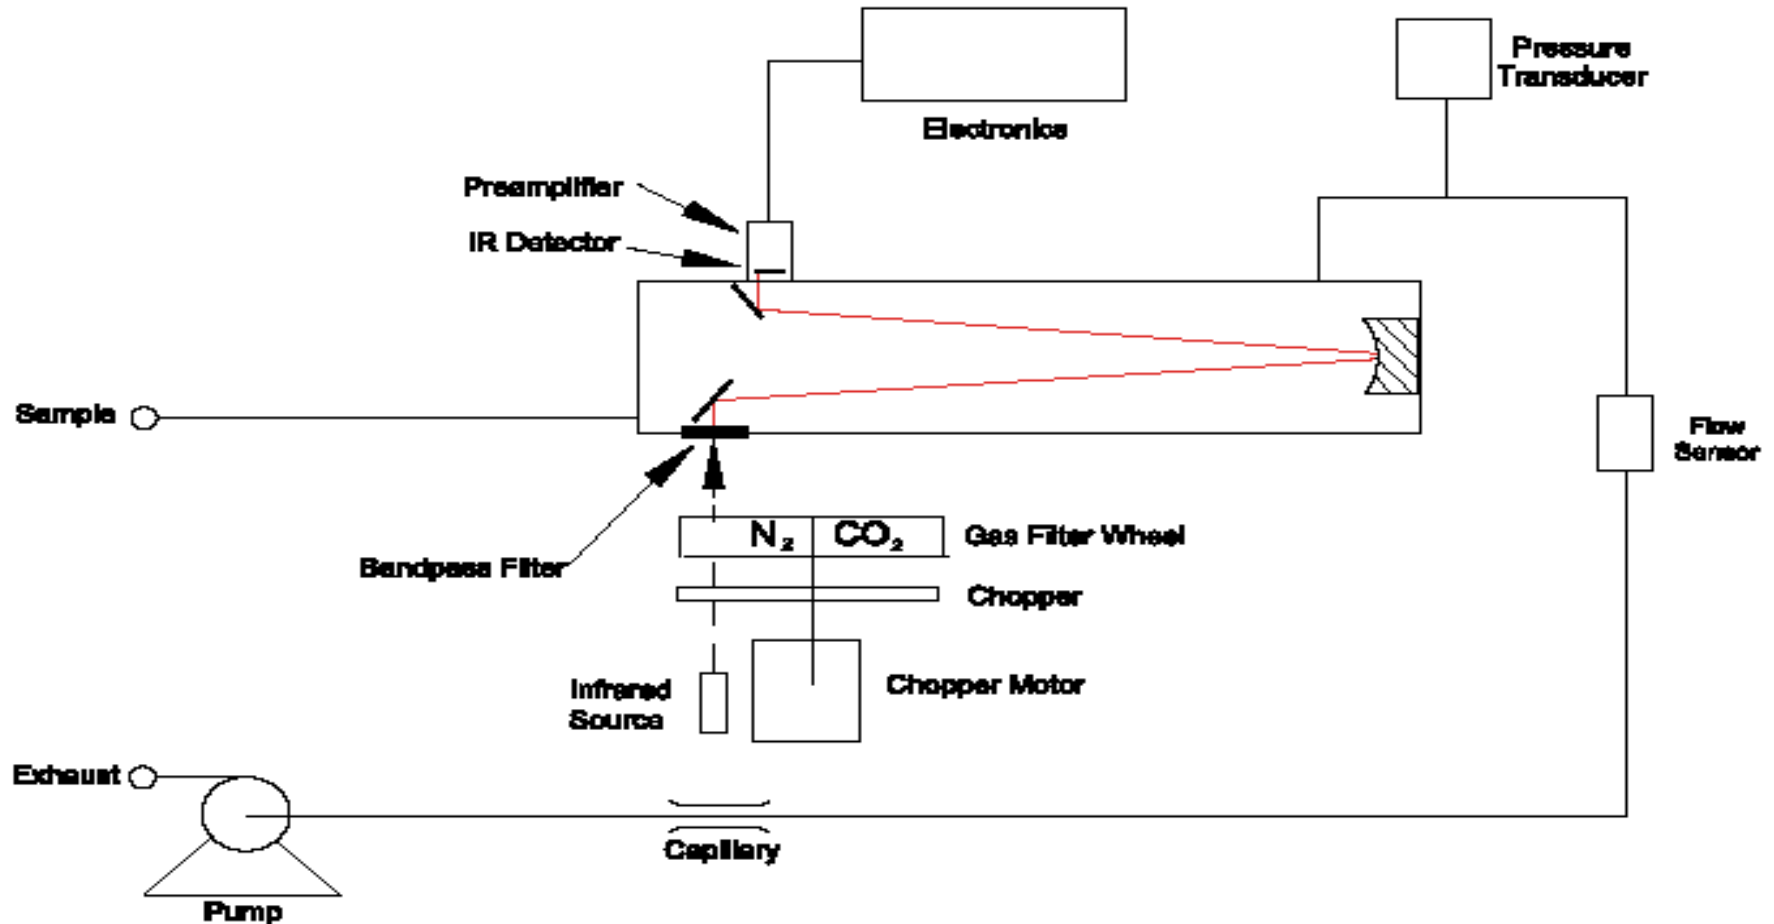 Pressure
Transducer
Electronics
Preamplifier
IR Detector
Sample
Flow
Sensor
N₂
CO₂
Gas Filter Wheel
Bandpass Filter
Chopper
Infrared
Source
Chopper Motor
Exhaust
Capillary
Pump